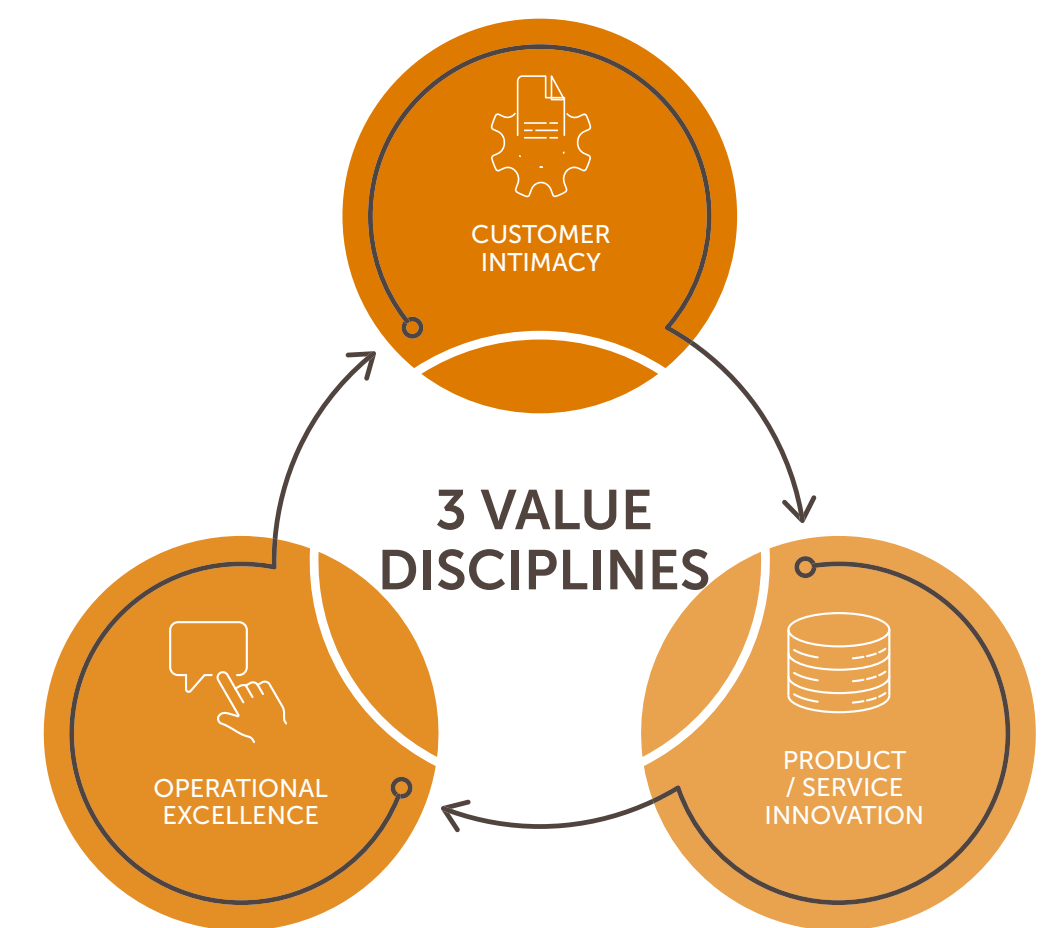 CUSTOMER
INTIMACY
3 VALUE
DISCIPLINES
OPERATIONAL
EXCELLENCE
PRODUCT
/ SERVICE
INNOVATION